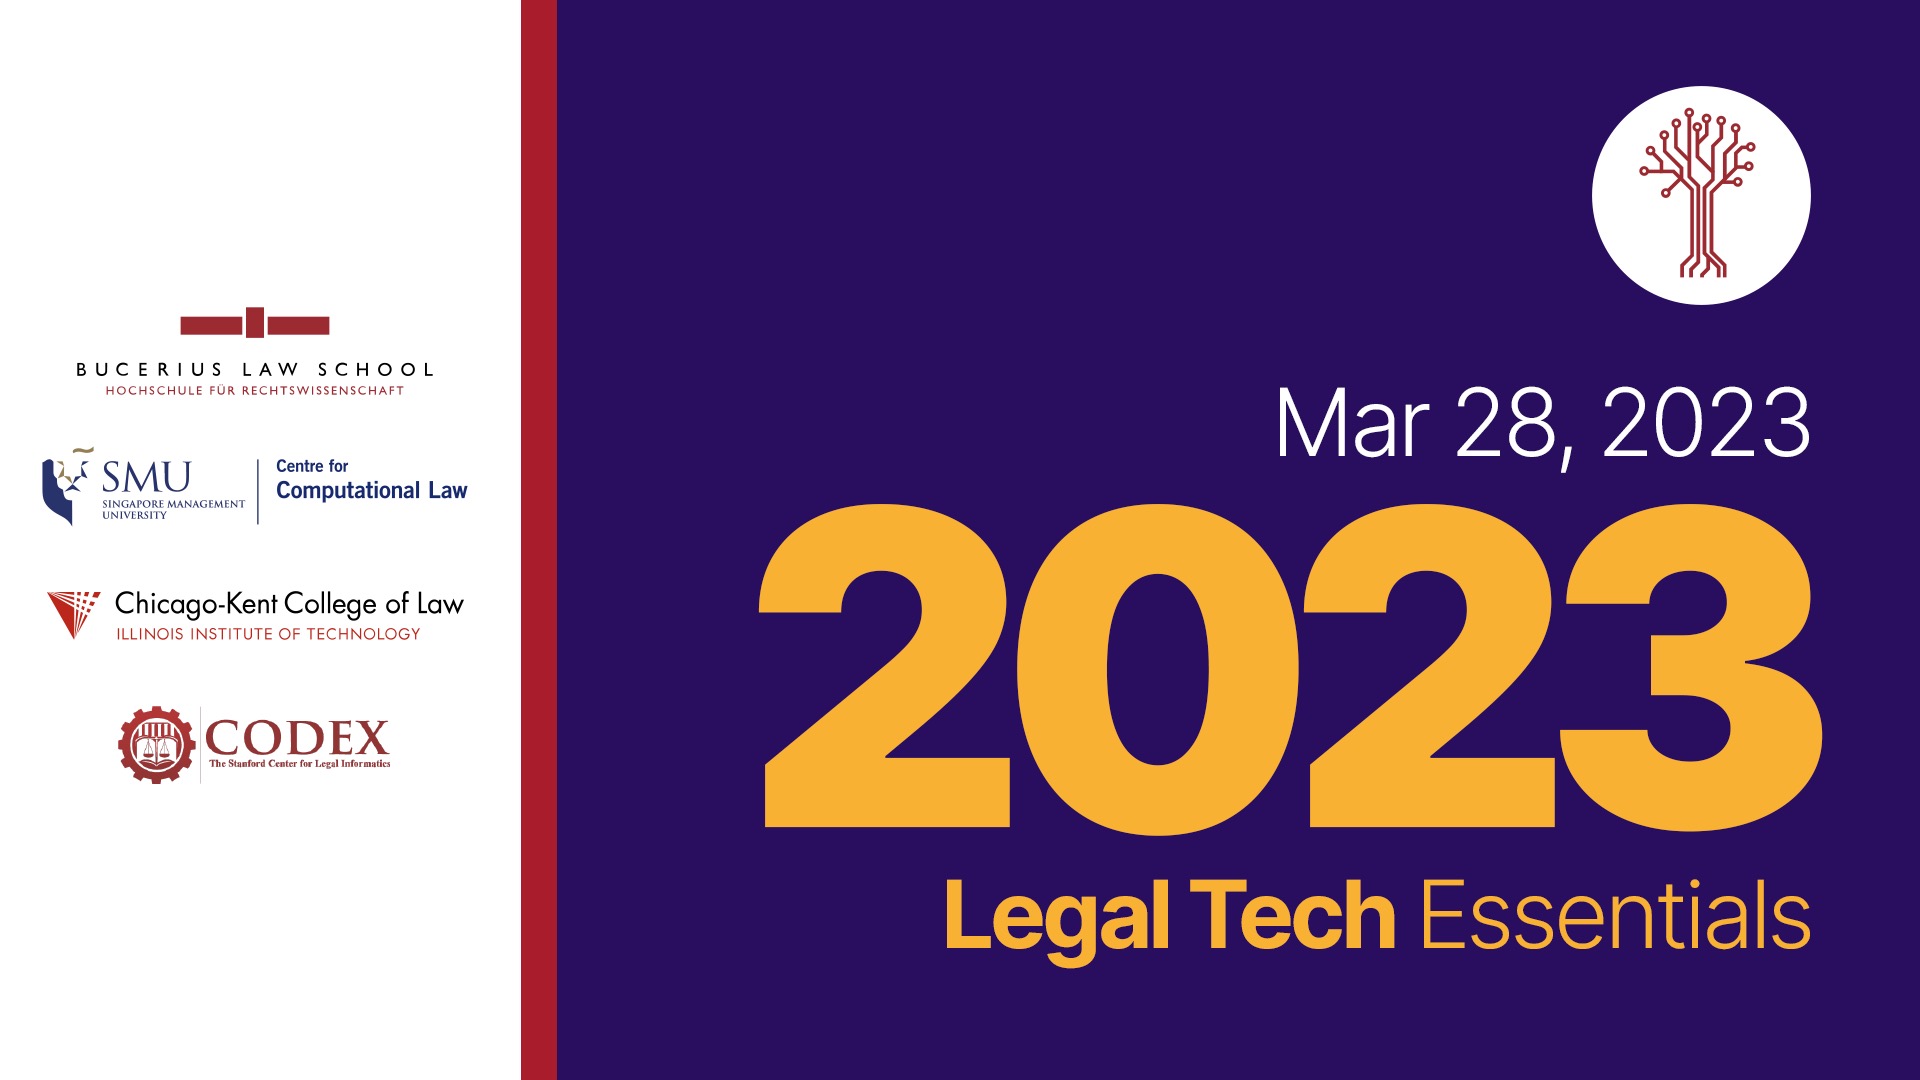 BUCERIUS LAW SCHOOL
HOCHSCHULE FÜR RECHTSWISSENSCHAFT
SMU
SINGAPORE MANAGEMENT
UNIVERSITY
Centre for
Computational Law
Chicago-Kent College of Law
ILLINOIS INSTITUTE OF TECHNOLOGY
CODEX
The Stanford Center for Legal Informatics
Mar 28, 2023
2023
Legal Tech Essentials